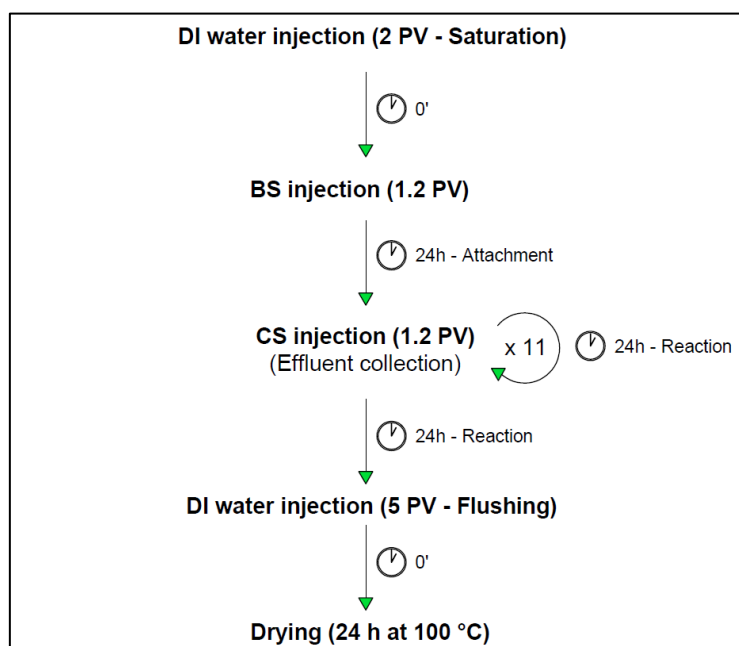 DI water injection (2 PV - Saturation)
0'
BS injection (1.2 PV)
24h - Attachment
CS injection (1.2 PV)
(Effluent collection)
x 11
24h - Reaction
24h - Reaction
DI water injection (5 PV - Flushing)
0'
Drying (24 h at 100 °C)